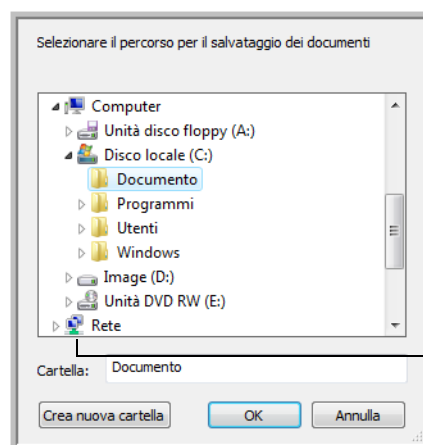 Selezionare il percorso per il salvataggio dei documenti
Computer
Unità disco floppy (A:)
Disco locale (C:)
Documento
Programmi
Utenti
Windows
Image (D:)
Unità DVD RW (E:)
Rete
Cartella: Documento
Crea nuova cartella OK Annulla